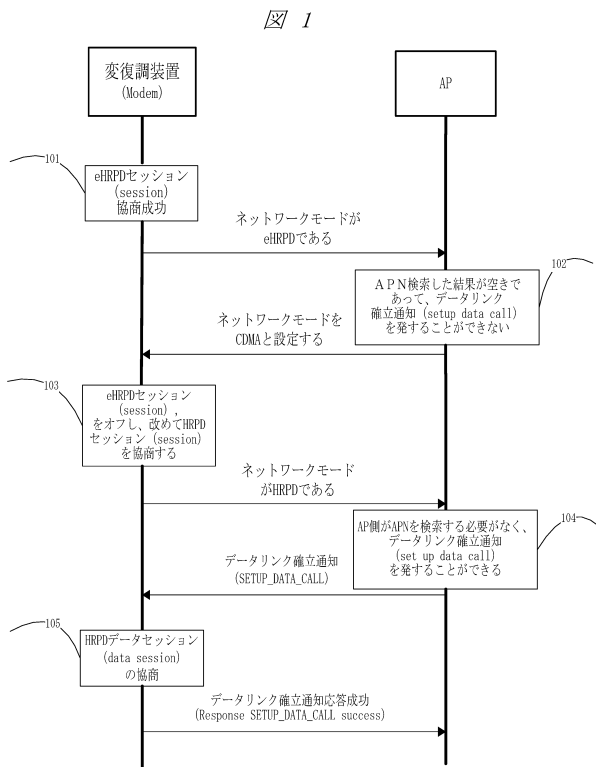 図 1
変復調装置
(Modem)
AP
101
eHRPDセッション
(session)
協商成功
ネットワークモードが
eHRPDである
102
ＡＰＮ検索した結果が空きで
あって、データリンク
確立通知 (setup data call)
を発することができない
ネットワークモードを
CDMAと設定する
103
eHRPDセッション
(session) ,
をオフし、改めてHRPD
セッション (session)
を協商する
ネットワークモード
がHRPDである
104
AP側がAPNを検索する必要がなく、
データリンク確立通知
(set up data call)
を発することができる
データリンク確立通知
(SETUP_DATA_CALL)
105
HRPDデータセッション
(data session)
の協商
データリンク確立通知応答成功
(Response SETUP_DATA_CALL success)